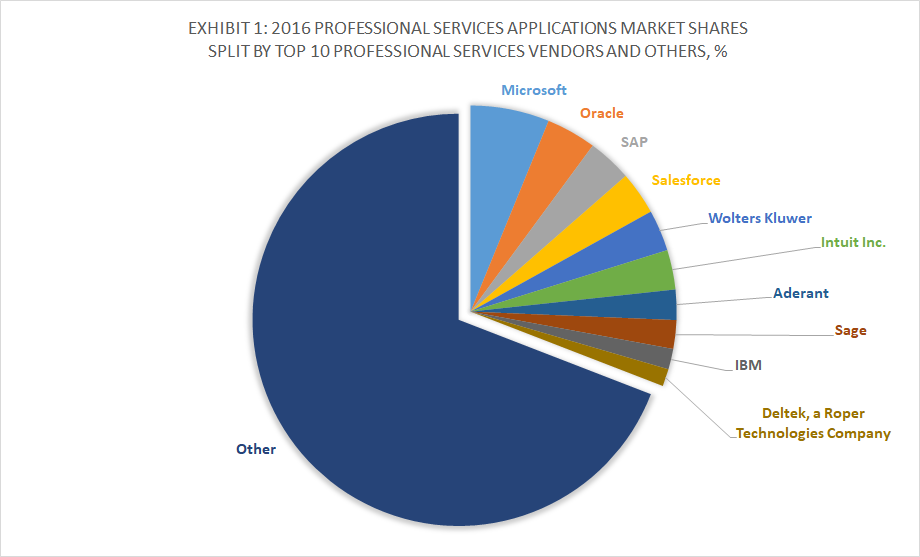 EXHIBIT 1: 2016 PROFESSIONAL SERVICES APPLICATIONS MARKET SHARES
SPLIT BY TOP 10 PROFESSIONAL SERVICES VENDORS AND OTHERS, %
Microsoft
Oracle
SAP
Salesforce
Wolters Kluwer
Intuit Inc.
Aderant
Sage
IBM
Deltek, a Roper
Technologies Company
Other